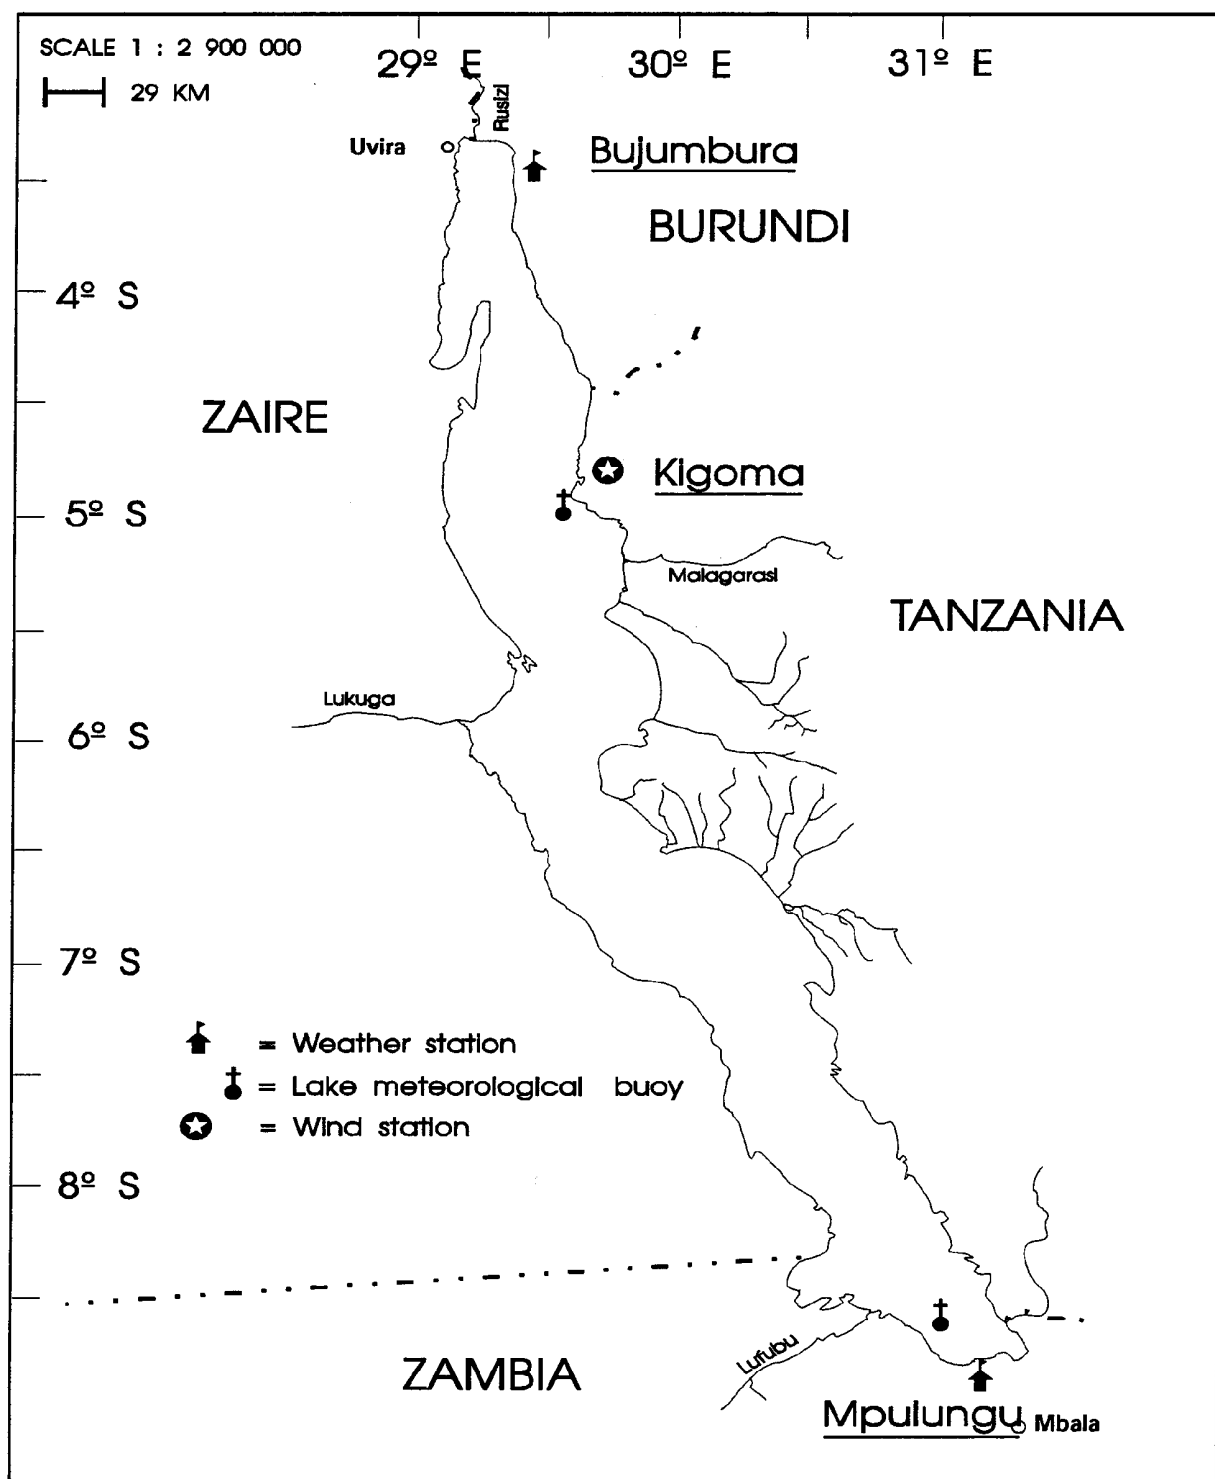 SCALE 1 : 2 900 000
29 KM
29º E
30º E
31º E
Rusizi
Uvira
Bujumbura
BURUNDI
4º S
ZAIRE
Kigoma
5º S
Malagarasi
TANZANIA
Lukuga
6º S
7º S
= Weather station
= Lake meteorological buoy
= Wind station
8º S
Lufubu
ZAMBIA
Mpulungu
Mbala